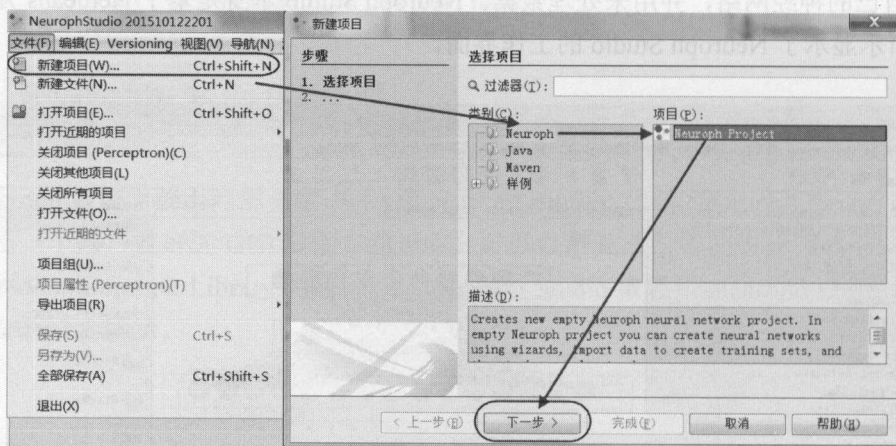 NeurophStudio 201510122201
文件(F) 编辑(E) Versioning 视图(V) 导航(N)
新建项目(W)... Ctrl+Shift+N
新建文件(N)... Ctrl+N
打开项目(E)... Ctrl+Shift+O
打开近期的项目
关闭项目 (Perceptron)(C)
关闭其他项目(L)
关闭所有项目
打开文件(O)...
打开近期的文件
项目组(U)...
项目属性 (Perceptron)(T)
导出项目(R)
保存(S) Ctrl+S
另存为(V)...
全部保存(A) Ctrl+Shift+S
退出(X)
新建项目
步骤
1. 选择项目
2. ...
选择项目
过滤器(I):
类别(C):
Neuroph
Java
Maven
样例
项目(P):
Neuroph Project
描述(D):
Creates new empty Neuroph neural network project. In
empty Neuroph project you can create neural networks
using wizards, import data to create training sets, and
< 上一步(B)
下一步 >
完成(F)
取消
帮助(H)